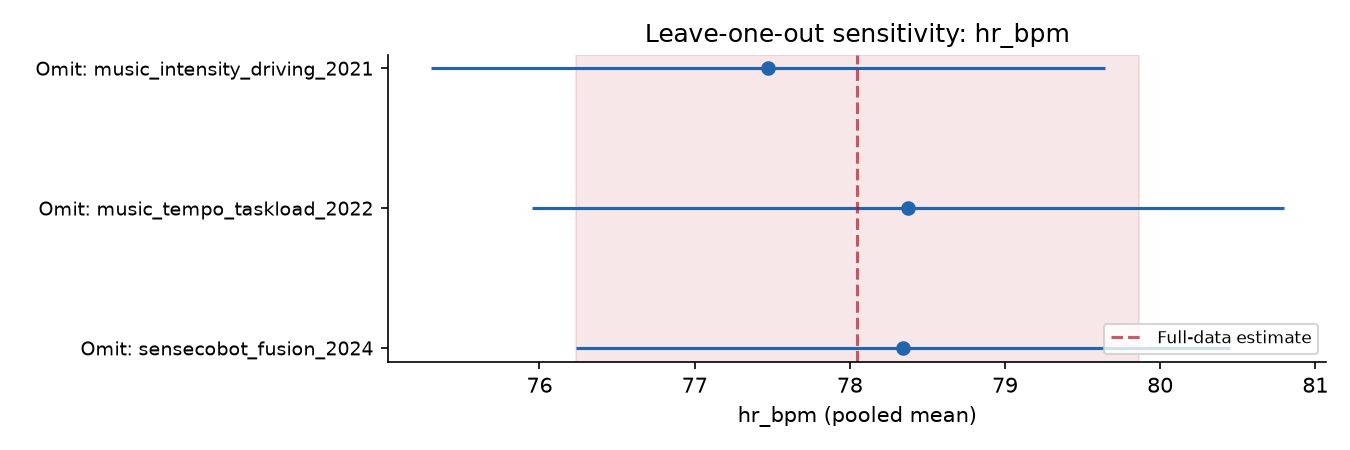 Leave-one-out sensitivity: hr_bpm
Omit: music_intensity_driving_2021
Omit: music_tempo_taskload_2022
Omit: sensecobot_fusion_2024
Full-data estimate
76 77 78 79 80 81
hr_bpm (pooled mean)